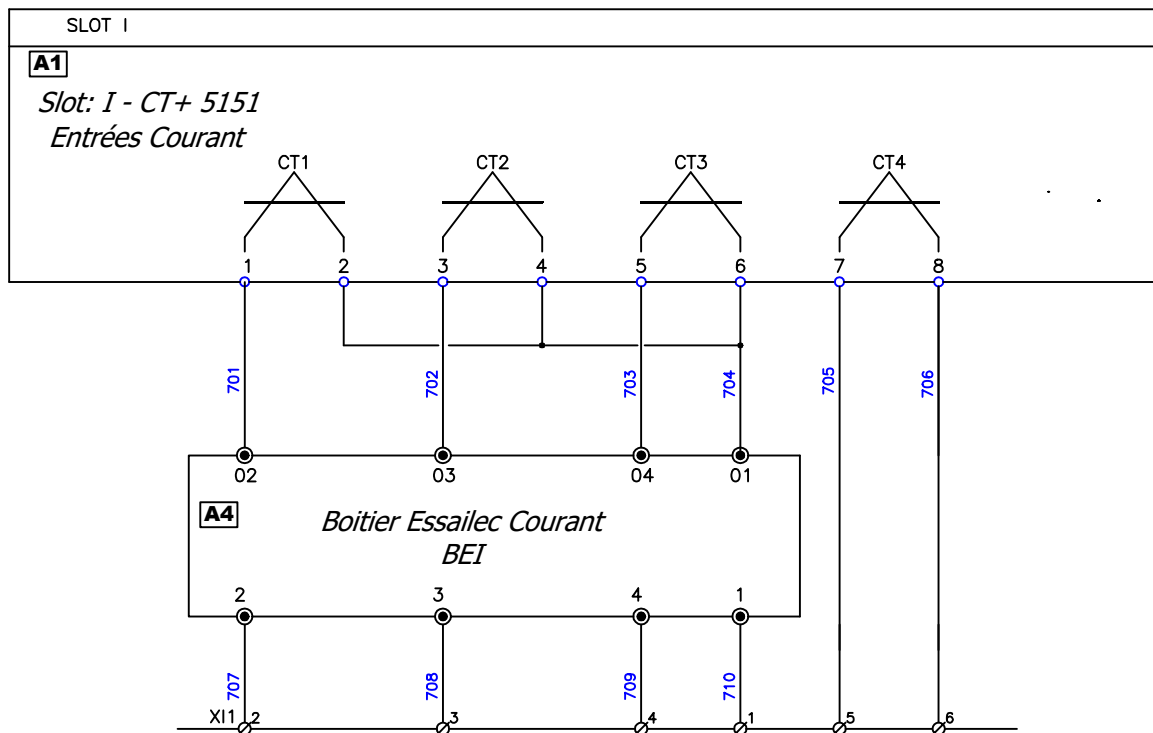 SLOT I
A1
Slot: I - CT+ 5151
Entrées Courant
CT1 CT2 CT3 CT4
1 2 3 4 5 6 7 8
701 702 703 704 705 706
02 03 04 01
A4
Boitier Essailec Courant
BEI
2 3 4 1
707 708 709 710
XI1 2 3 4 1 5 6